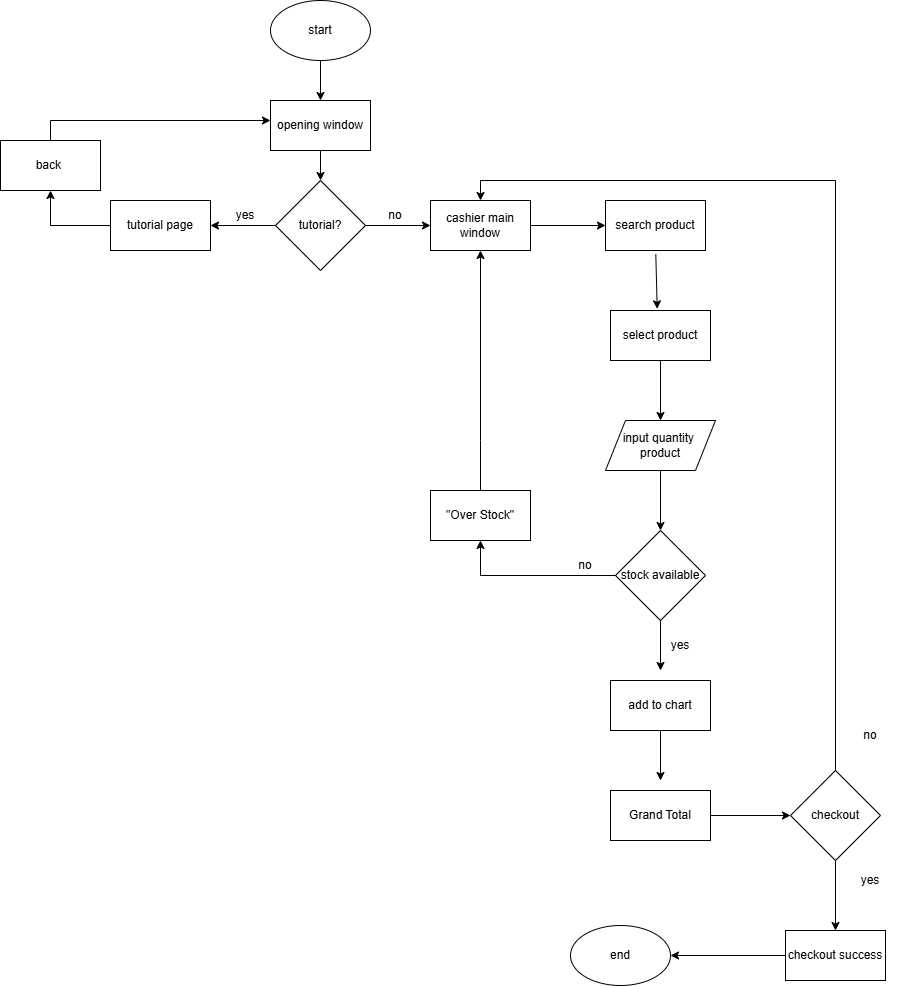 start
opening window
back
tutorial page
yes
tutorial?
no
cashier main
window
search product
select product
input quantity
product
"Over Stock"
no
stock available
yes
add to chart
no
Grand Total
checkout
yes
end
checkout success